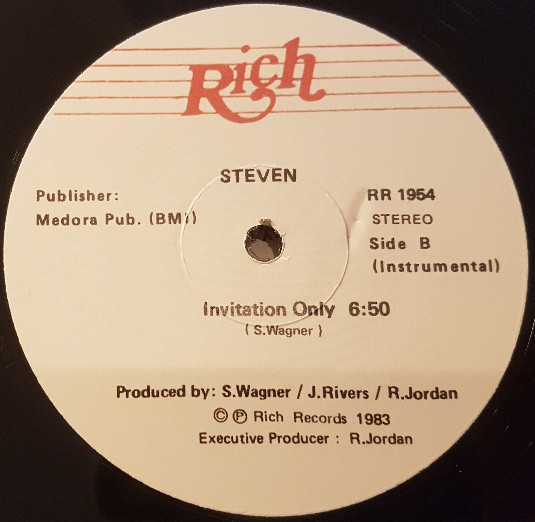 Rich
STEVEN
Publisher:
Medora Pub. (BMI)
RR 1954
STEREO
Side B
(Instrumental)
Invitation Only 6:50
( S.Wagner )
Produced by: S.Wagner / J.Rivers / R.Jordan
© ℗ Rich Records 1983
Executive Producer : R.Jordan